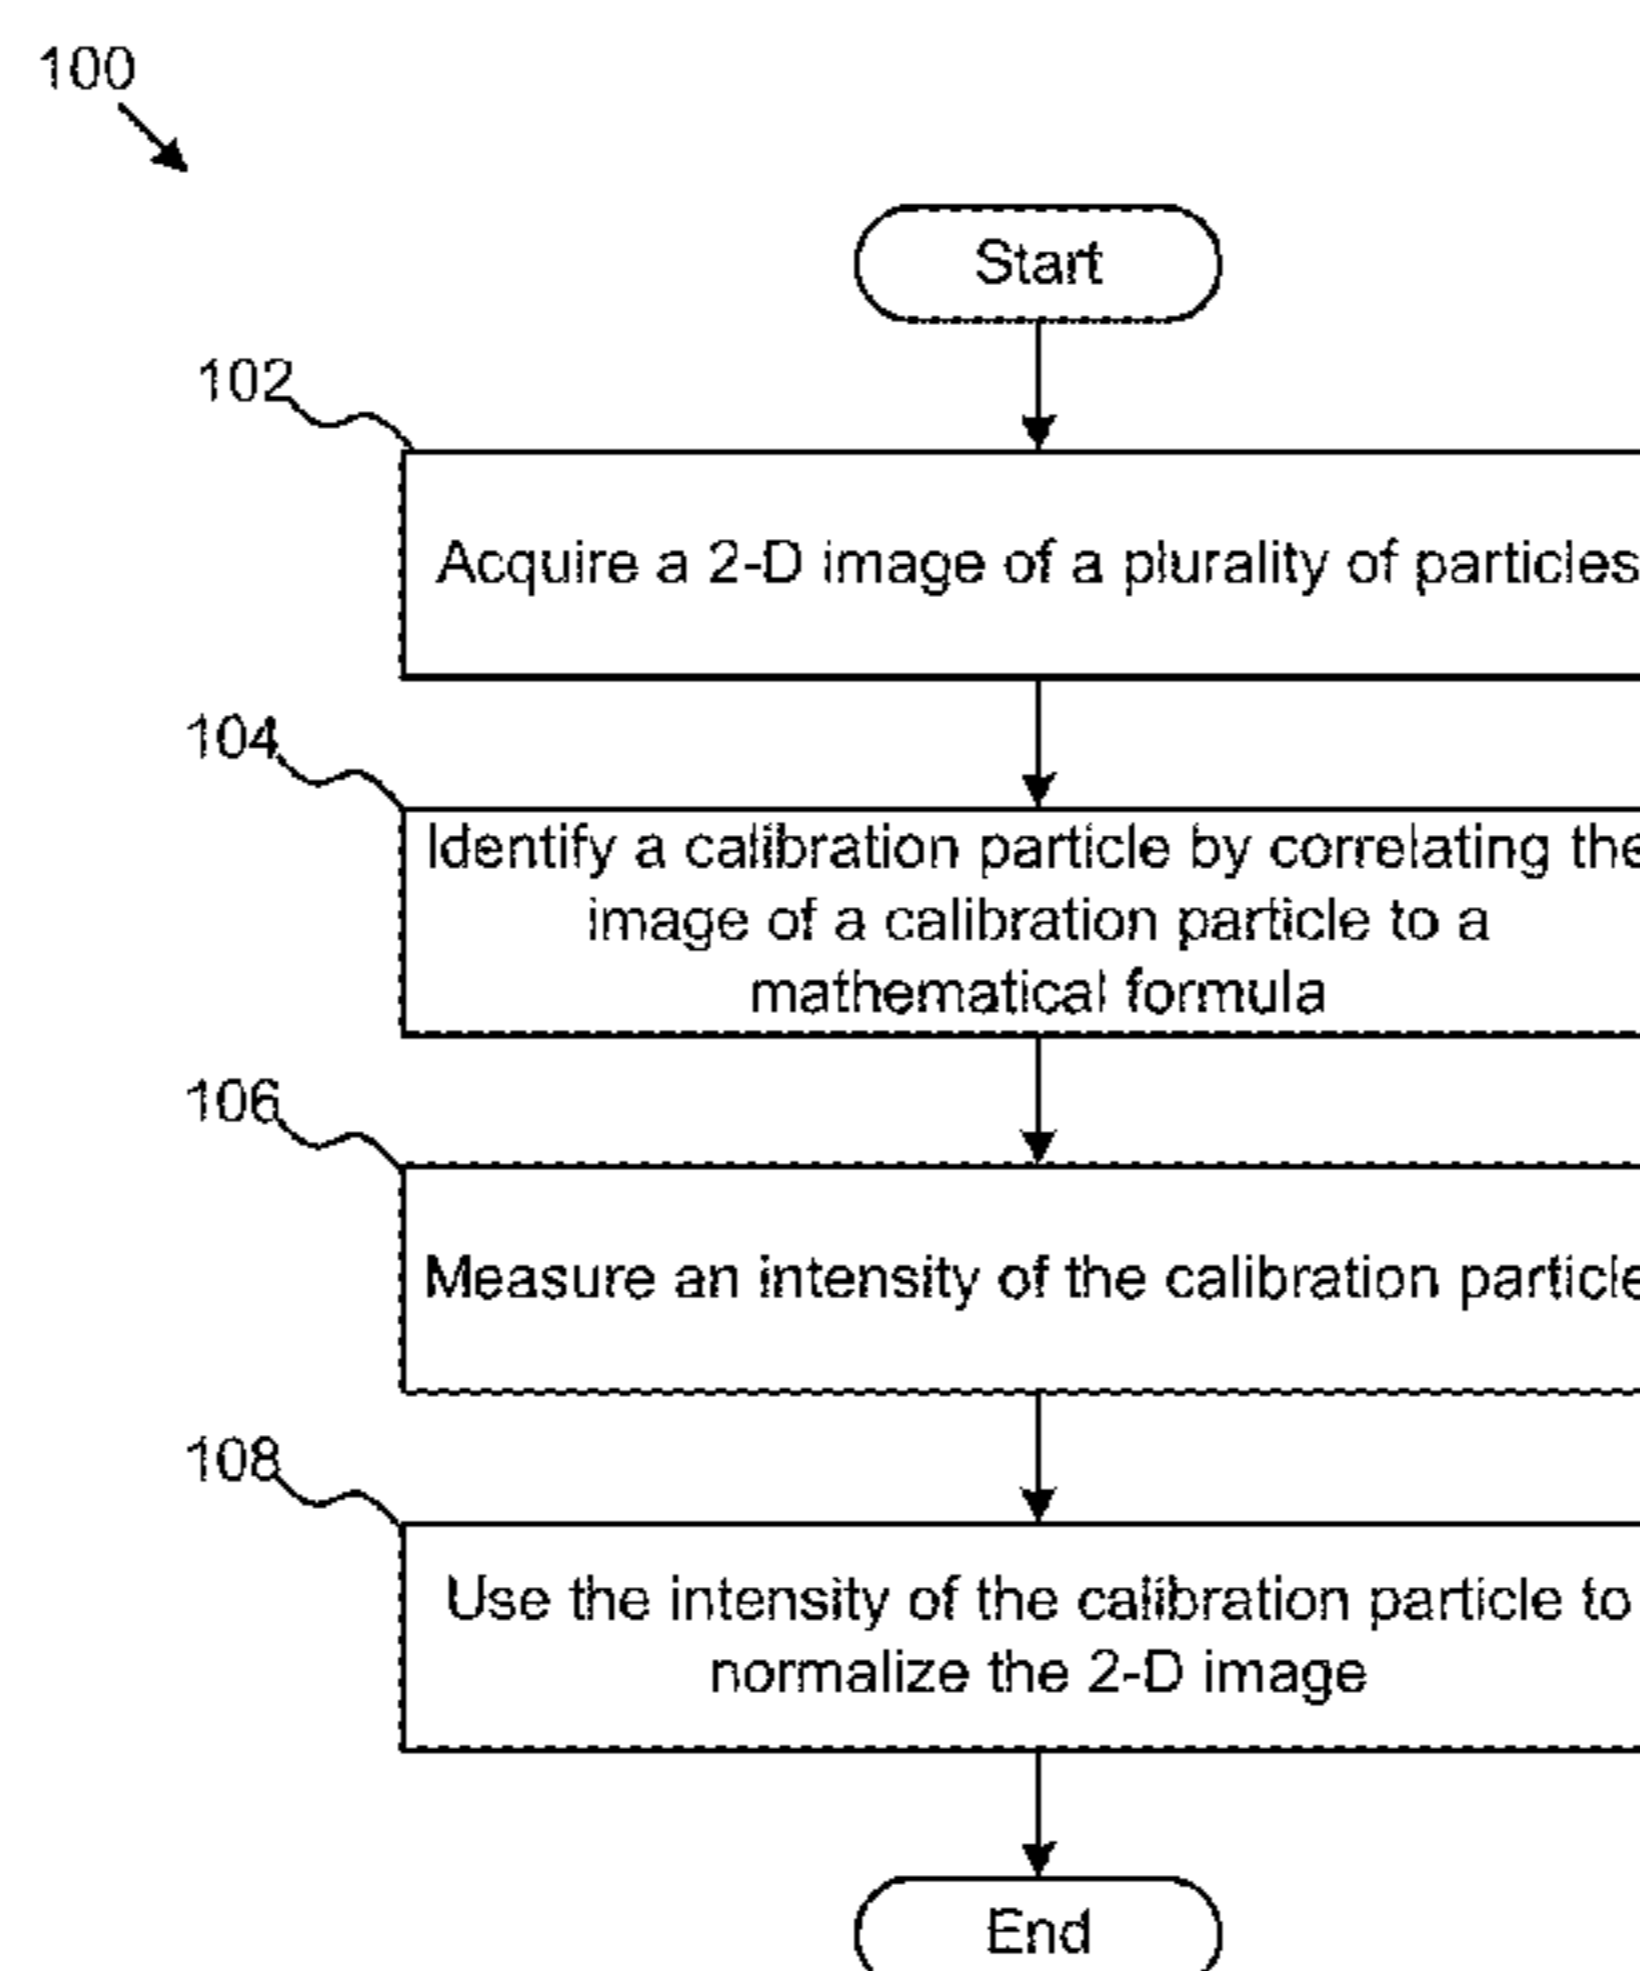 100
Start
102
Acquire a 2-D image of a plurality of particles
104
Identify a calibration particle by correlating the
image of a calibration particle to a
mathematical formula
106
Measure an intensity of the calibration particle
108
Use the intensity of the calibration particle to
normalize the 2-D image
End